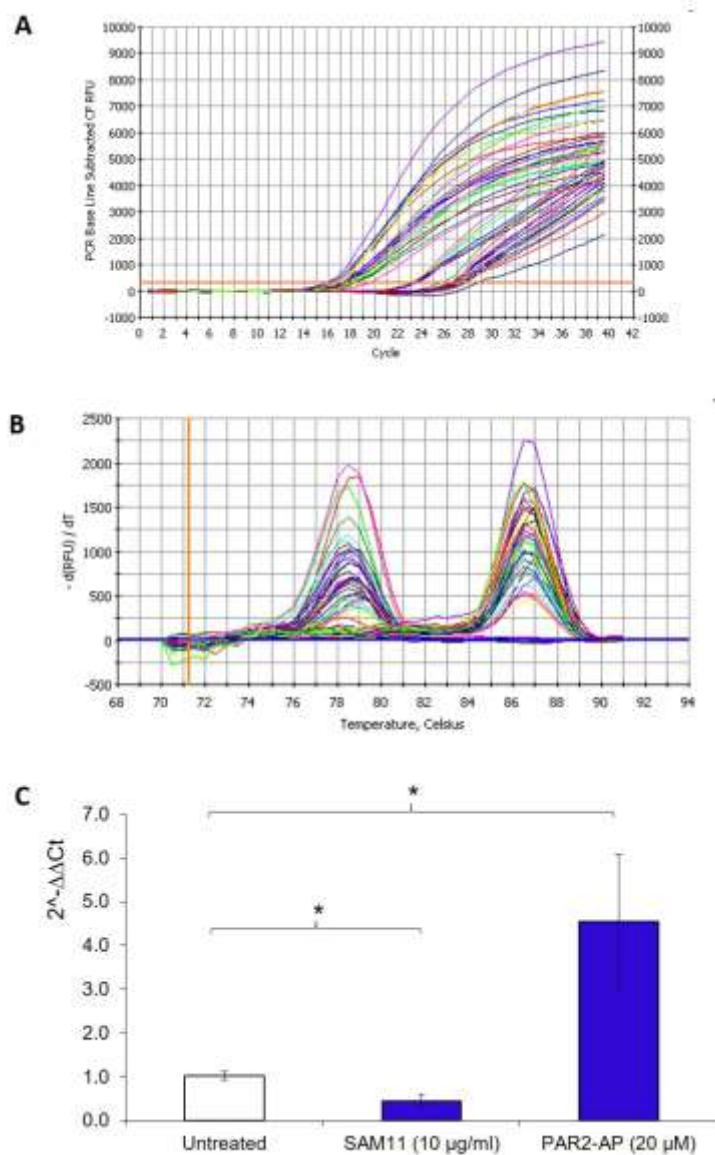 A
10000 10000
9000 9000
8000 8000
7000 7000
6000 6000
5000 5000
4000 4000
3000 3000
2000 2000
1000 1000
0 0
-1000 -1000
0 2 4 6 8 10 12 14 16 18 20 22 24 26 28 30 32 34 36 38 40 42
PCR Base Line Subtracted CF RFU
Cycle
B
2500
2000
1500
1000
500
0
-500
68 70 72 74 76 78 80 82 84 86 88 90 92 94
- d(RFU) / dT
Temperature, Celsius
C
7.0
6.0
5.0
4.0
3.0
2.0
1.0
0.0
2^-ΔΔCt
*
*
Untreated SAM11 (10 µg/ml) PAR2-AP (20 µM)